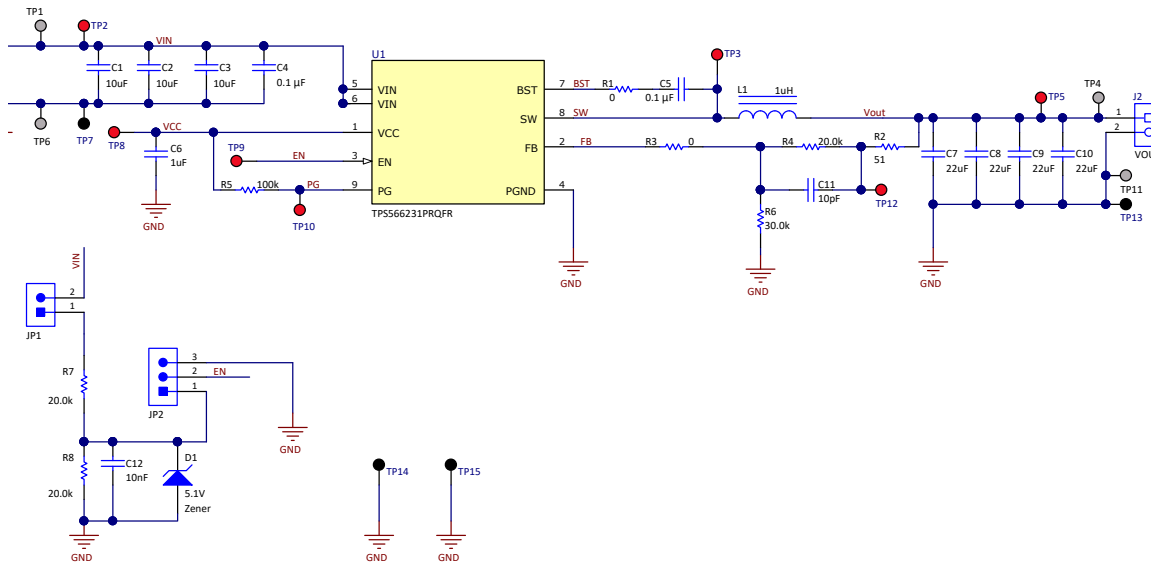 TP1
TP2
VIN
C1
10uF
C2
10uF
C3
10uF
C4
0.1 µF
TP6
TP7
TP8
VCC
C6
1uF
GND
TP9
EN
R5
100k
PG
TP10
U1
5
VIN
6
VIN
1
VCC
3
EN
9
PG
BST
7
SW
8
FB
2
PGND
4
TPS566231PRQFR
BST
R1
0
C5
0.1 µF
SW
TP3
L1
1uH
FB
R3
0
R4
20.0k
R2
51
C11
10pF
TP12
R6
30.0k
GND
GND
Vout
C7
22uF
C8
22uF
C9
22uF
C10
22uF
TP5
TP4
J2
1
2
VOU
TP11
TP13
GND
VIN
2
1
JP1
R7
20.0k
3
2
EN
1
JP2
GND
R8
20.0k
C12
10nF
D1
5.1V
Zener
GND
TP14
GND
TP15
GND